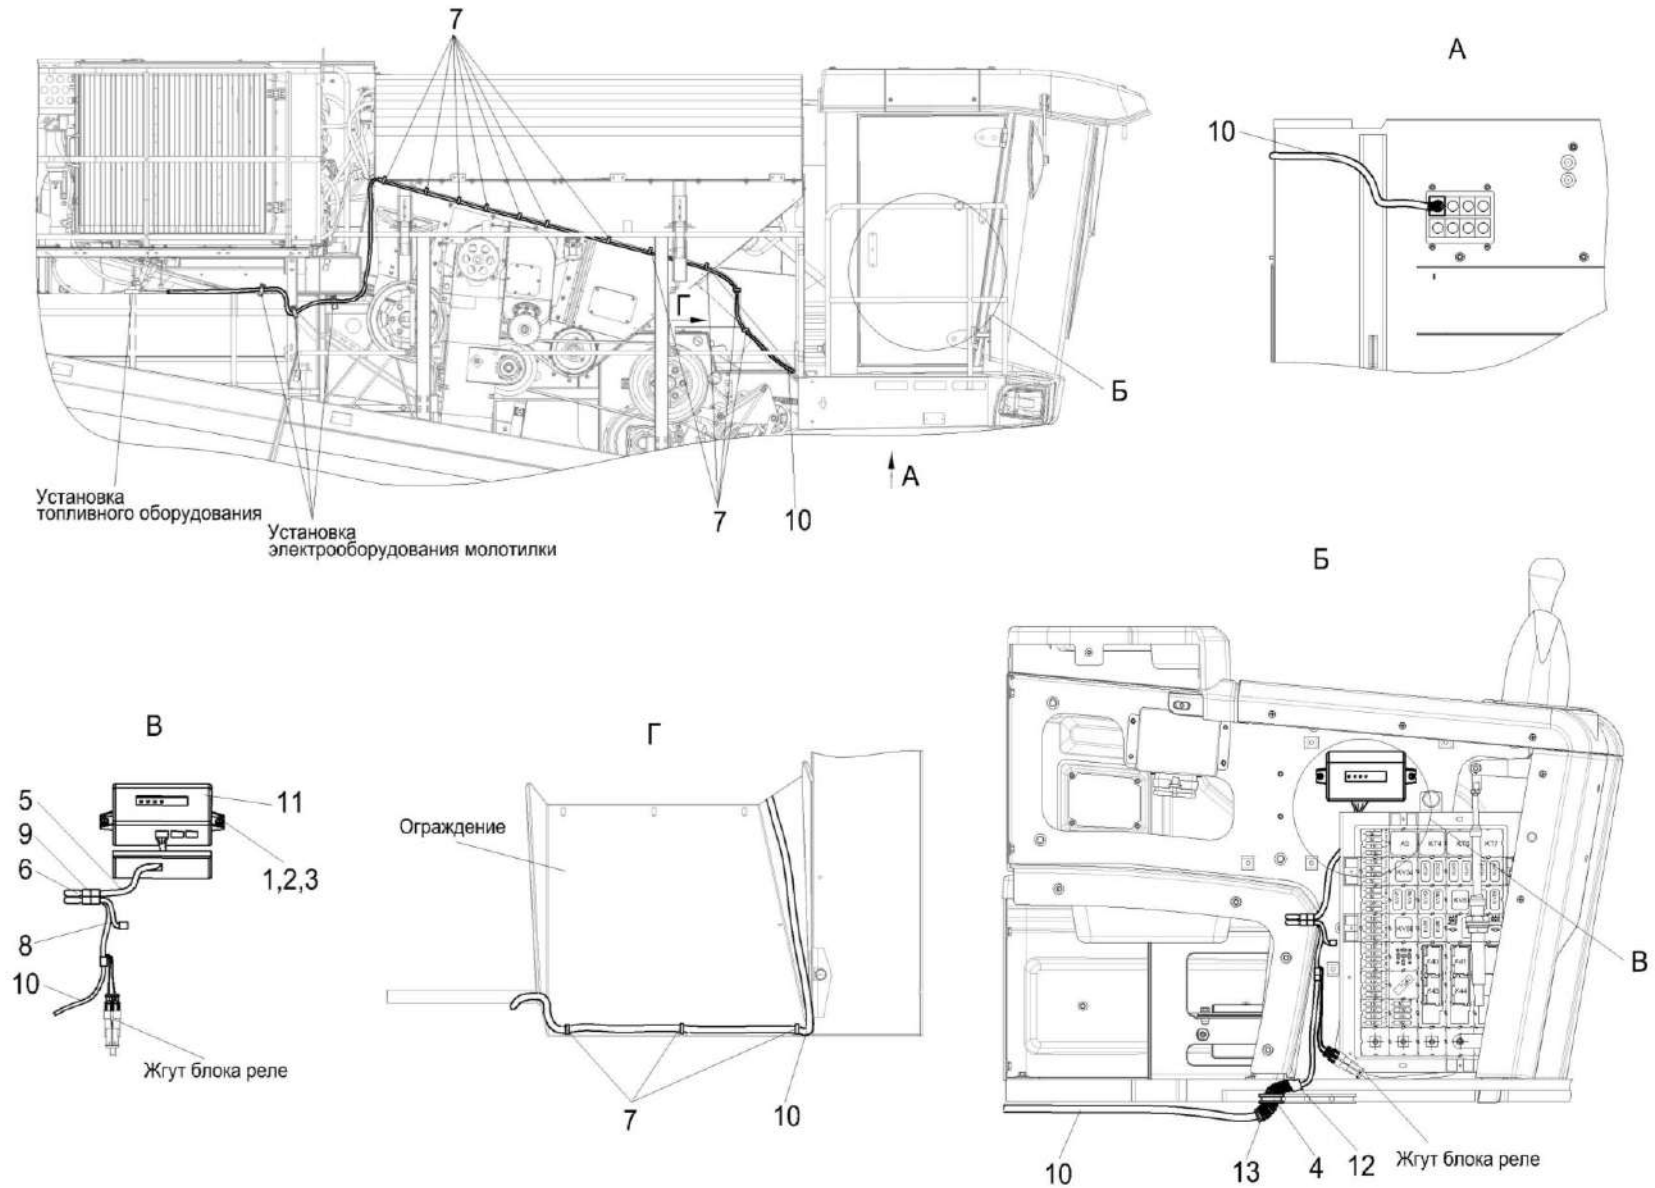 7
А
10
Г
Б
А
7
10
Установка
топливного оборудования
Установка
электрооборудования молотилки
Б
В
5
9
6
8
10
11
1,2,3
Жгут блока реле
Г
Ограждение
7
10
В
10
13
4
12
Жгут блока реле